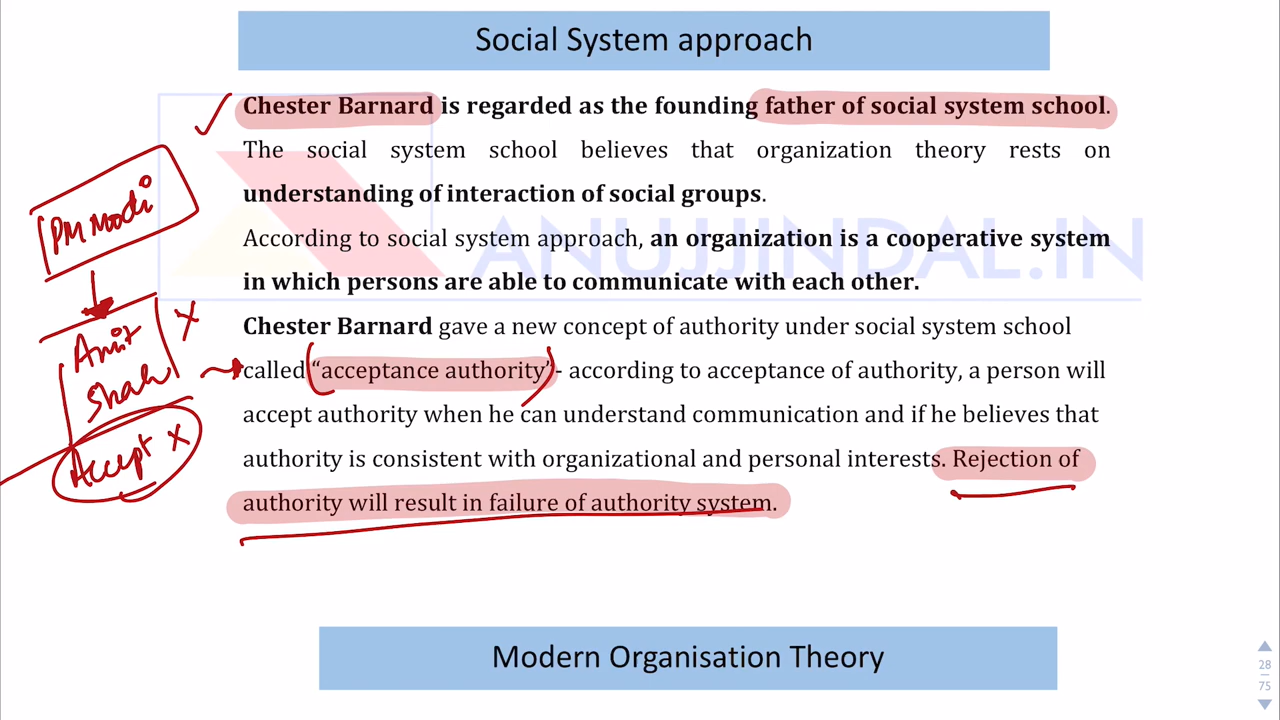 Social System approach
Chester Barnard is regarded as the founding father of social system school.
The social system school believes that organization theory rests on
understanding of interaction of social groups.
According to social system approach, an organization is a cooperative system
in which persons are able to communicate with each other.
Chester Barnard gave a new concept of authority under social system school
called “acceptance authority”- according to acceptance of authority, a person will
accept authority when he can understand communication and if he believes that
authority is consistent with organizational and personal interests. Rejection of
authority will result in failure of authority system.
PM Modi
Amit
Shah
X
Accept X
ANUJJINDAL.IN
Modern Organisation Theory
28
75